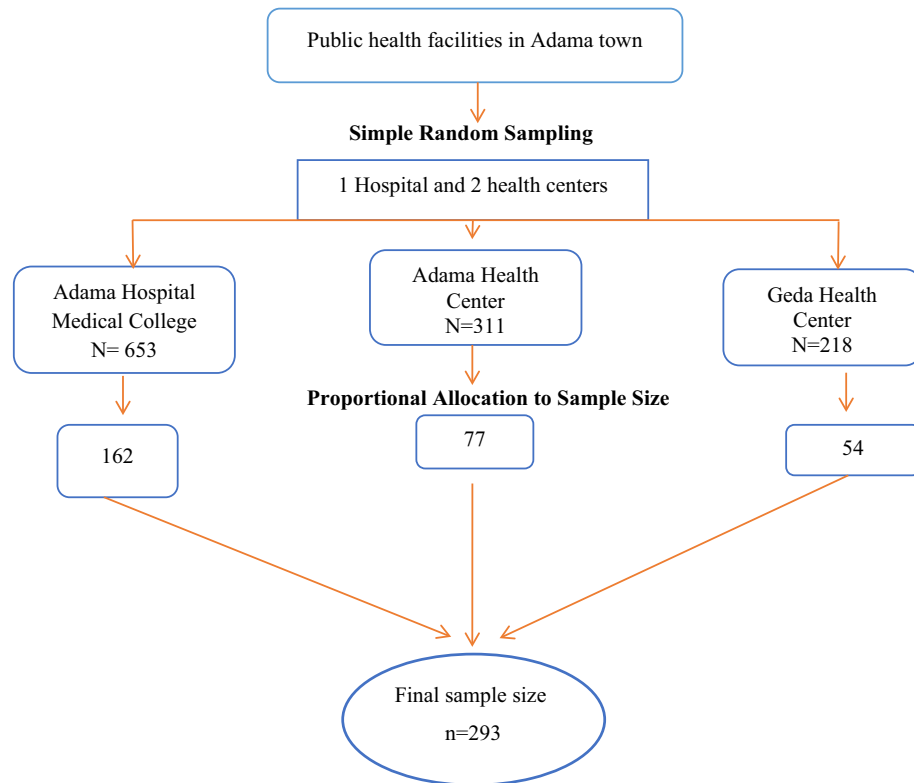 Public health facilities in Adama town
Simple Random Sampling
1 Hospital and 2 health centers
Adama Hospital
Medical College
N= 653
Adama Health
Center
N=311
Geda Health
Center
N=218
Proportional Allocation to Sample Size
162
77
54
Final sample size
n=293